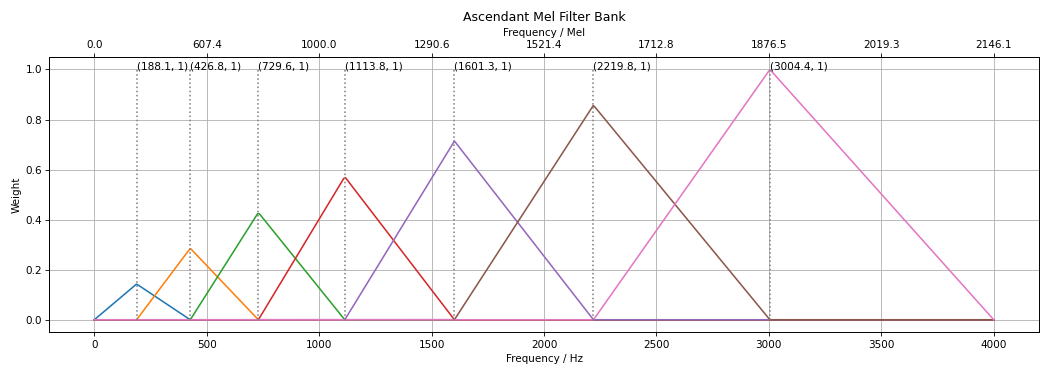 Ascendant Mel Filter Bank
Frequency / Mel
0.0 607.4 1000.0 1290.6 1521.4 1712.8 1876.5 2019.3 2146.1
(188.1, 1) (426.8, 1) (729.6, 1) (1113.8, 1) (1601.3, 1) (2219.8, 1) (3004.4, 1)
1.0
0.8
0.6
0.4
0.2
0.0
Weight
0 500 1000 1500 2000 2500 3000 3500 4000
Frequency / Hz